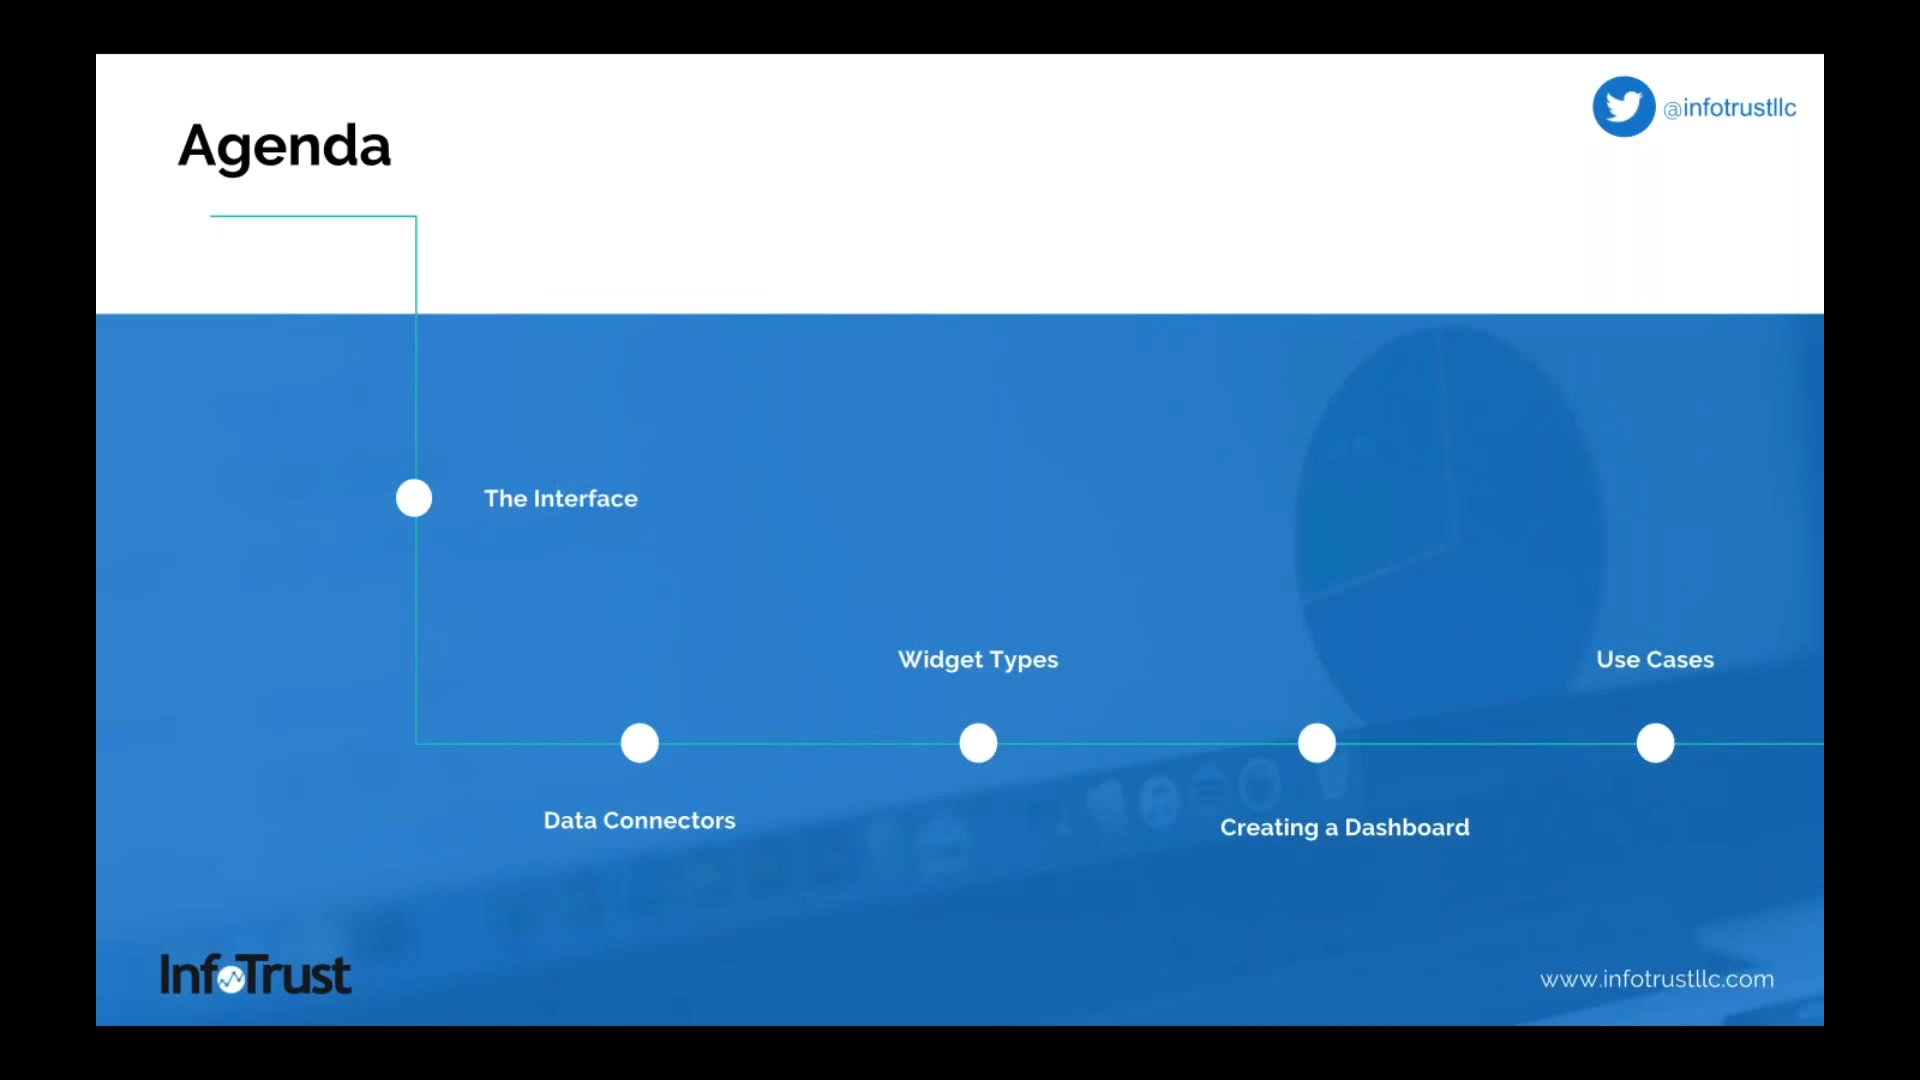 Agenda
@infotrustllc
The Interface
Widget Types
Use Cases
Data Connectors
Creating a Dashboard
InfoTrust
www.infotrustllc.com